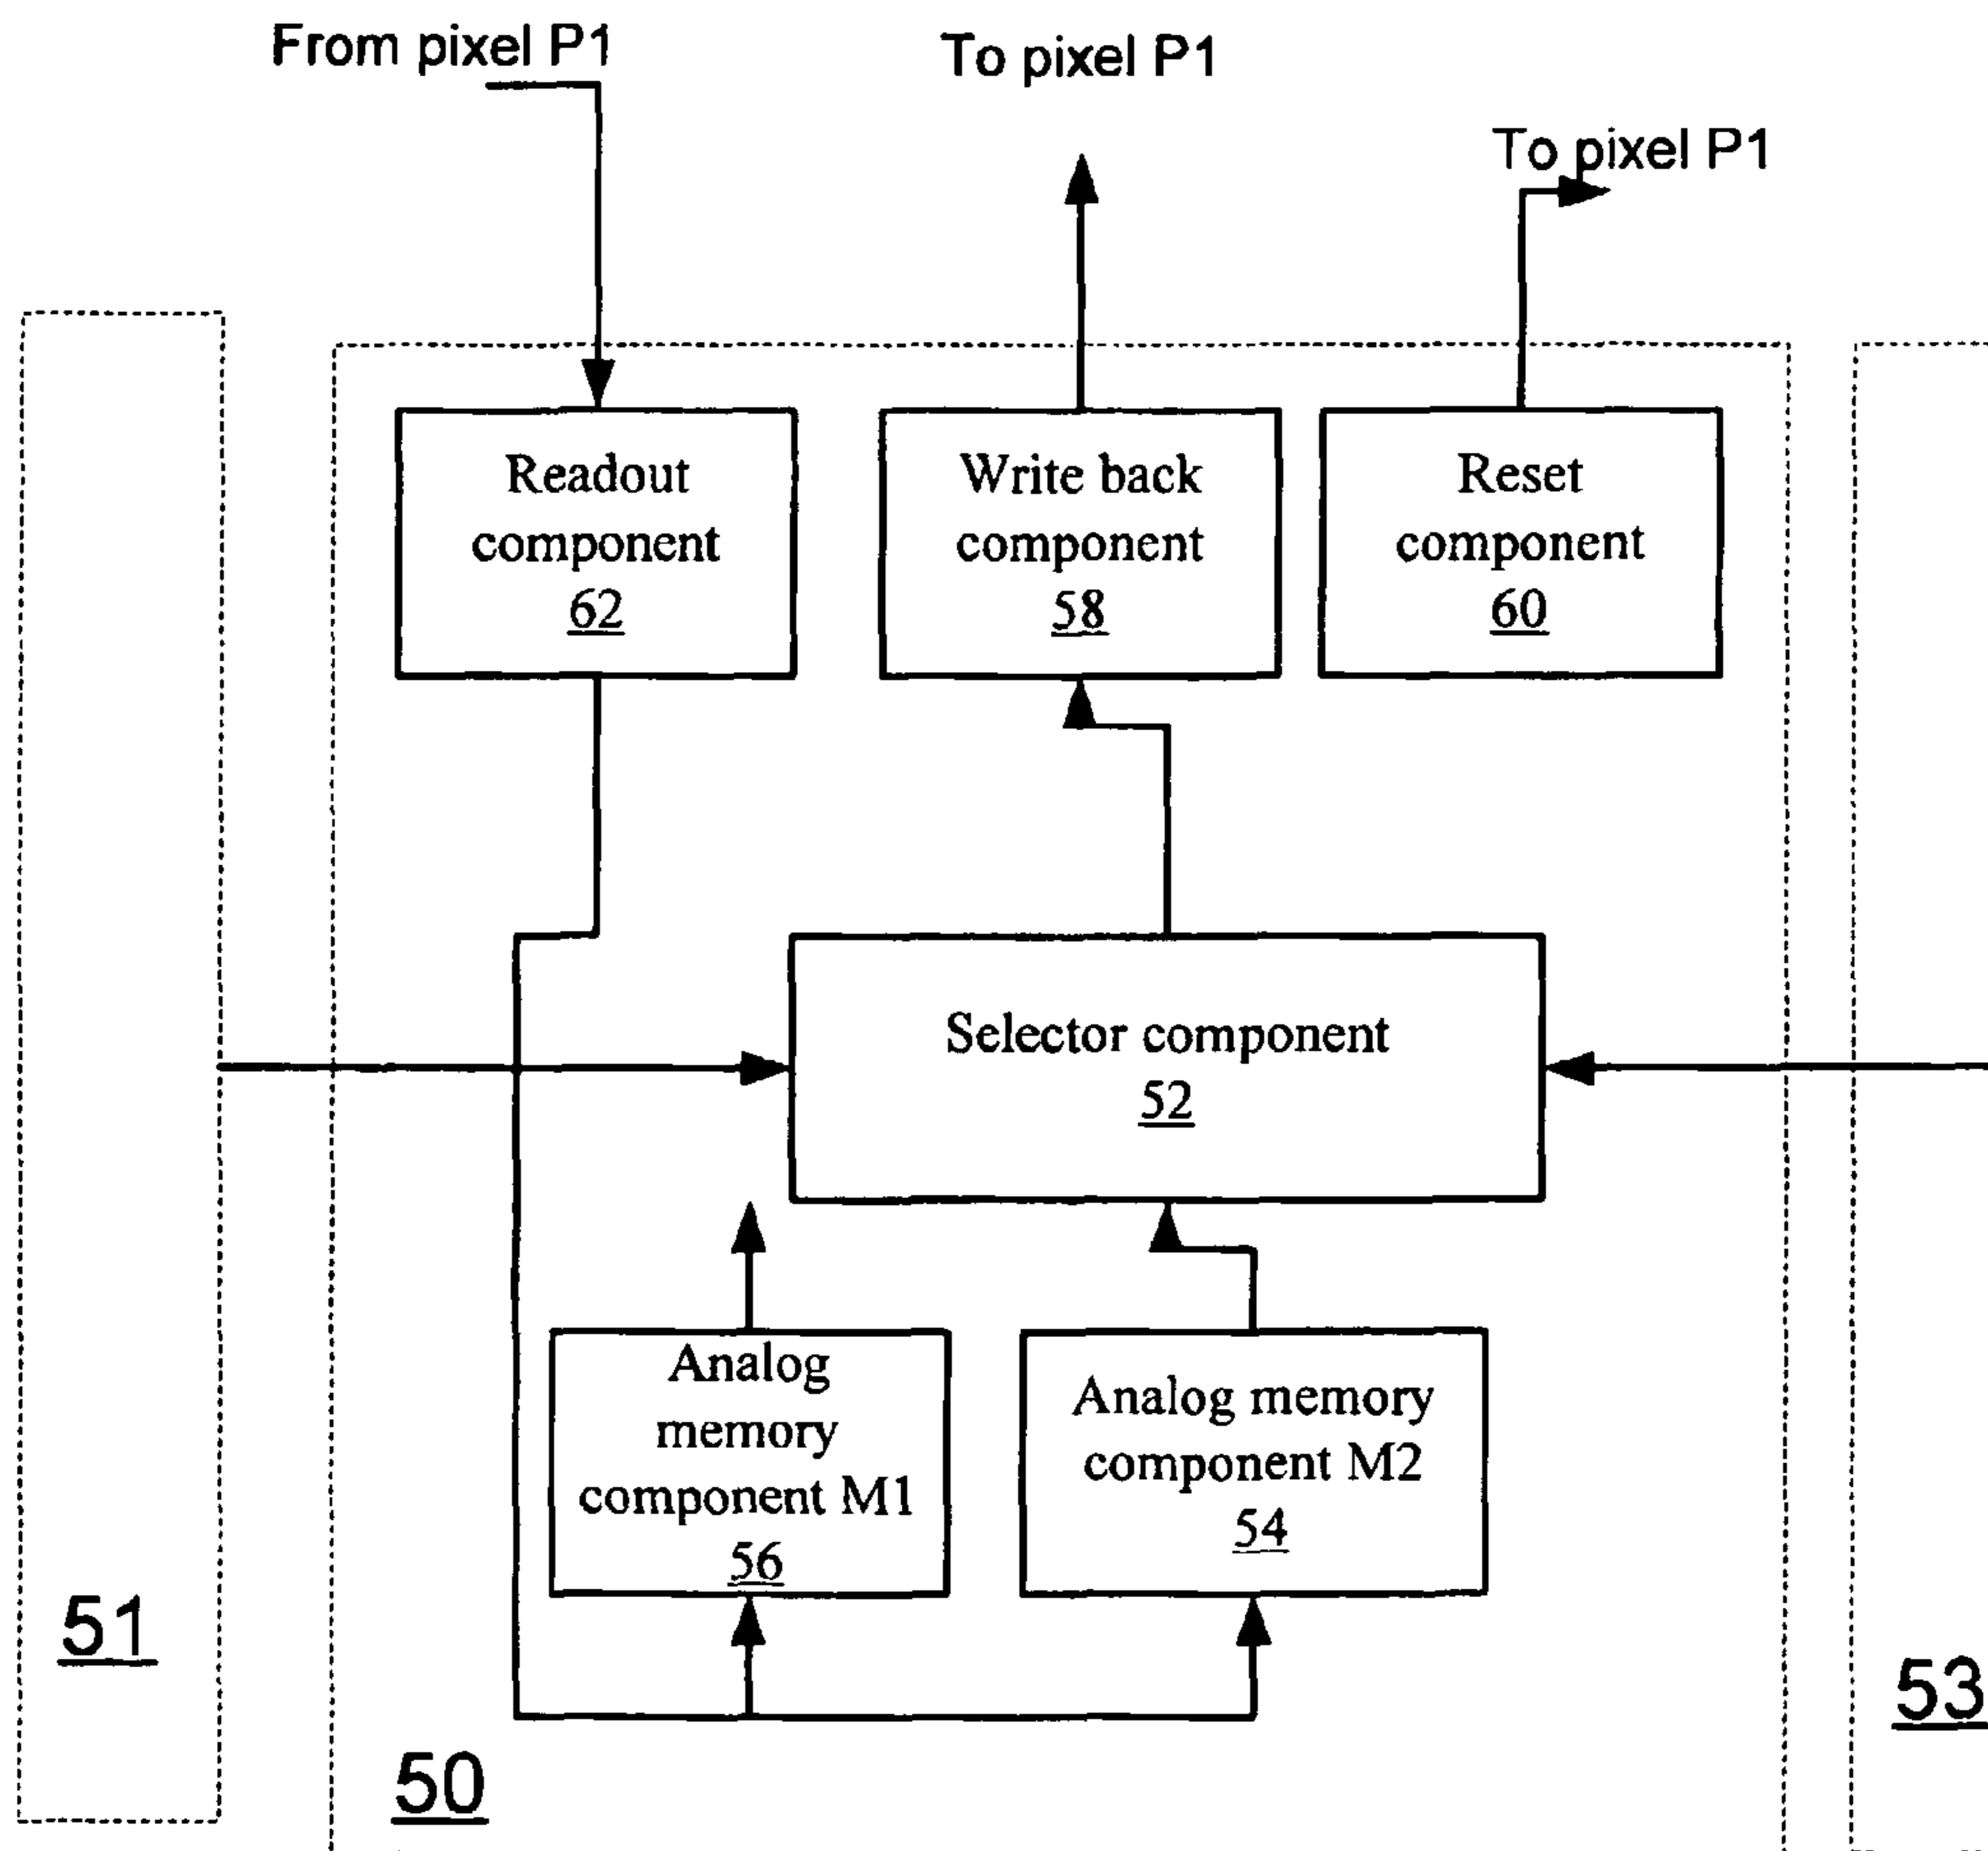 From pixel P1
To pixel P1
To pixel P1
Readout
component
62
Write back
component
58
Reset
component
60
Selector component
52
Analog
memory
component M1
56
Analog memory
component M2
54
51
53
50